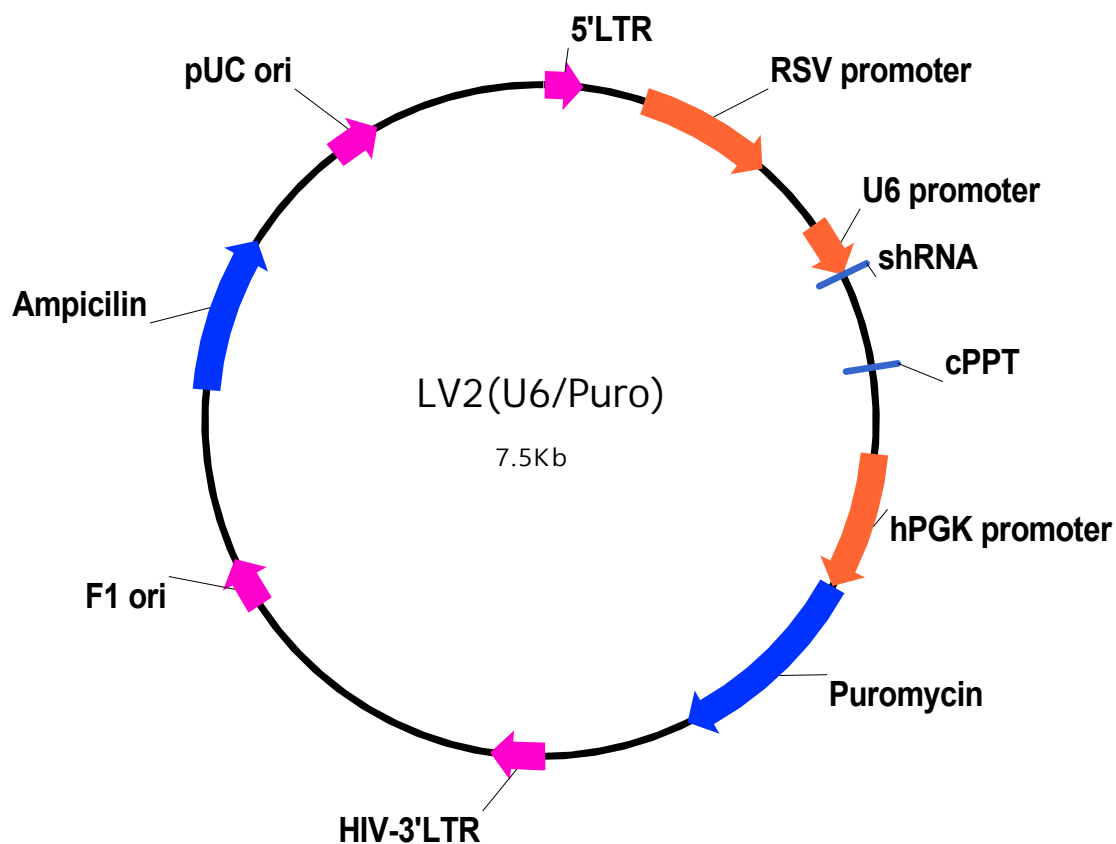 5'LTR
pUC ori
RSV promoter
U6 promoter
shRNA
Ampicilin
cPPT
LV2(U6/Puro)
7.5Kb
hPGK promoter
F1 ori
Puromycin
HIV-3'LTR